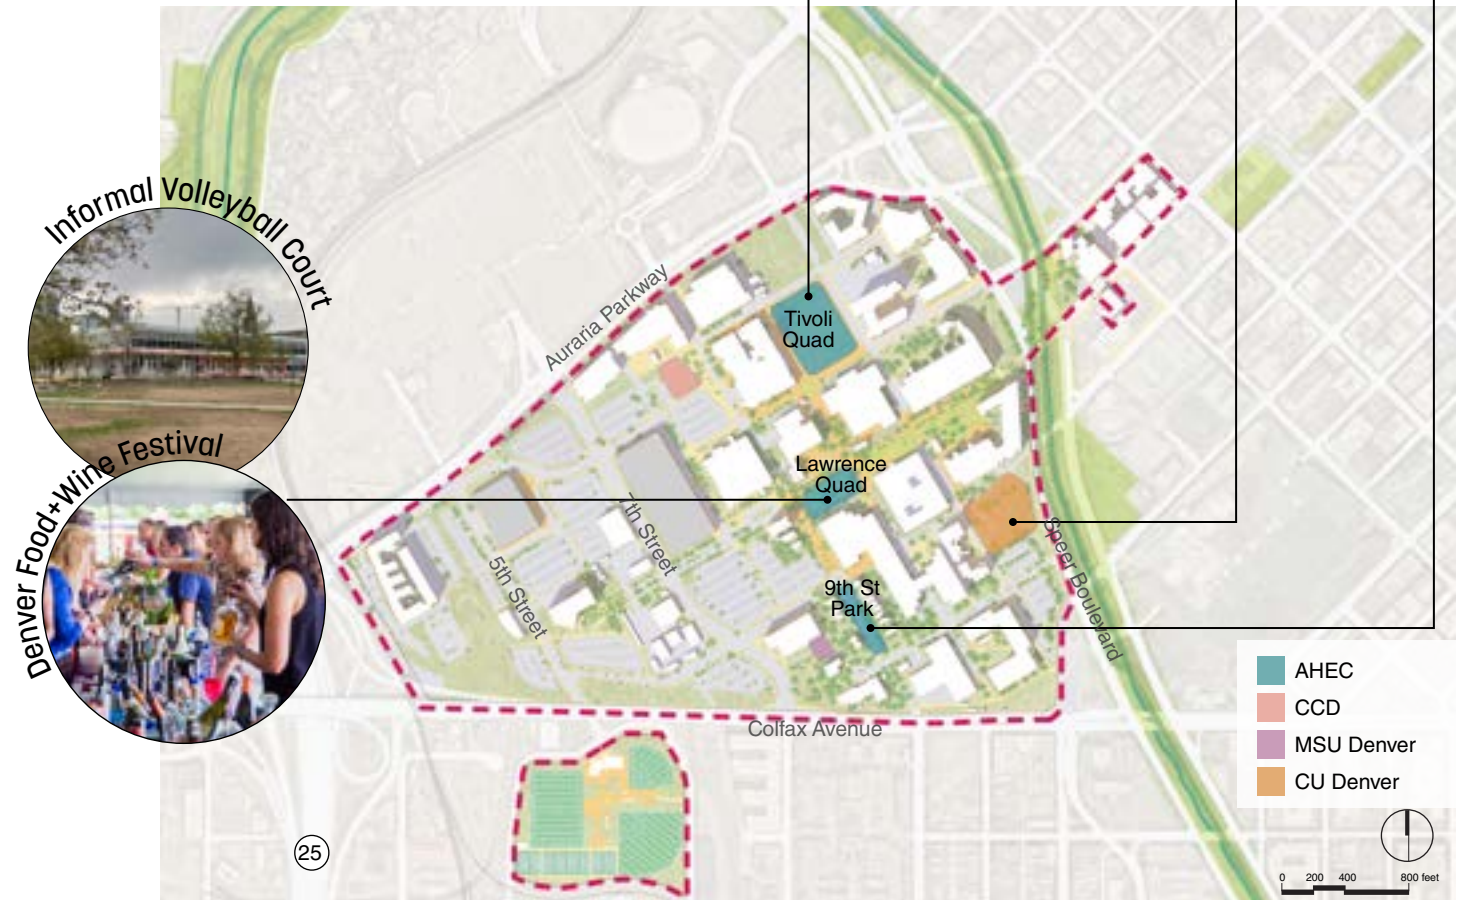 Informal Volleyball Court
Denver Food+Wine Festival
Auraria Parkway
Tivoli
Quad
Lawrence
Quad
7th Street
5th Street
9th St
Park
Speer Boulevard
Colfax Avenue
25
AHEC
CCD
MSU Denver
CU Denver
0 200 400 800 feet